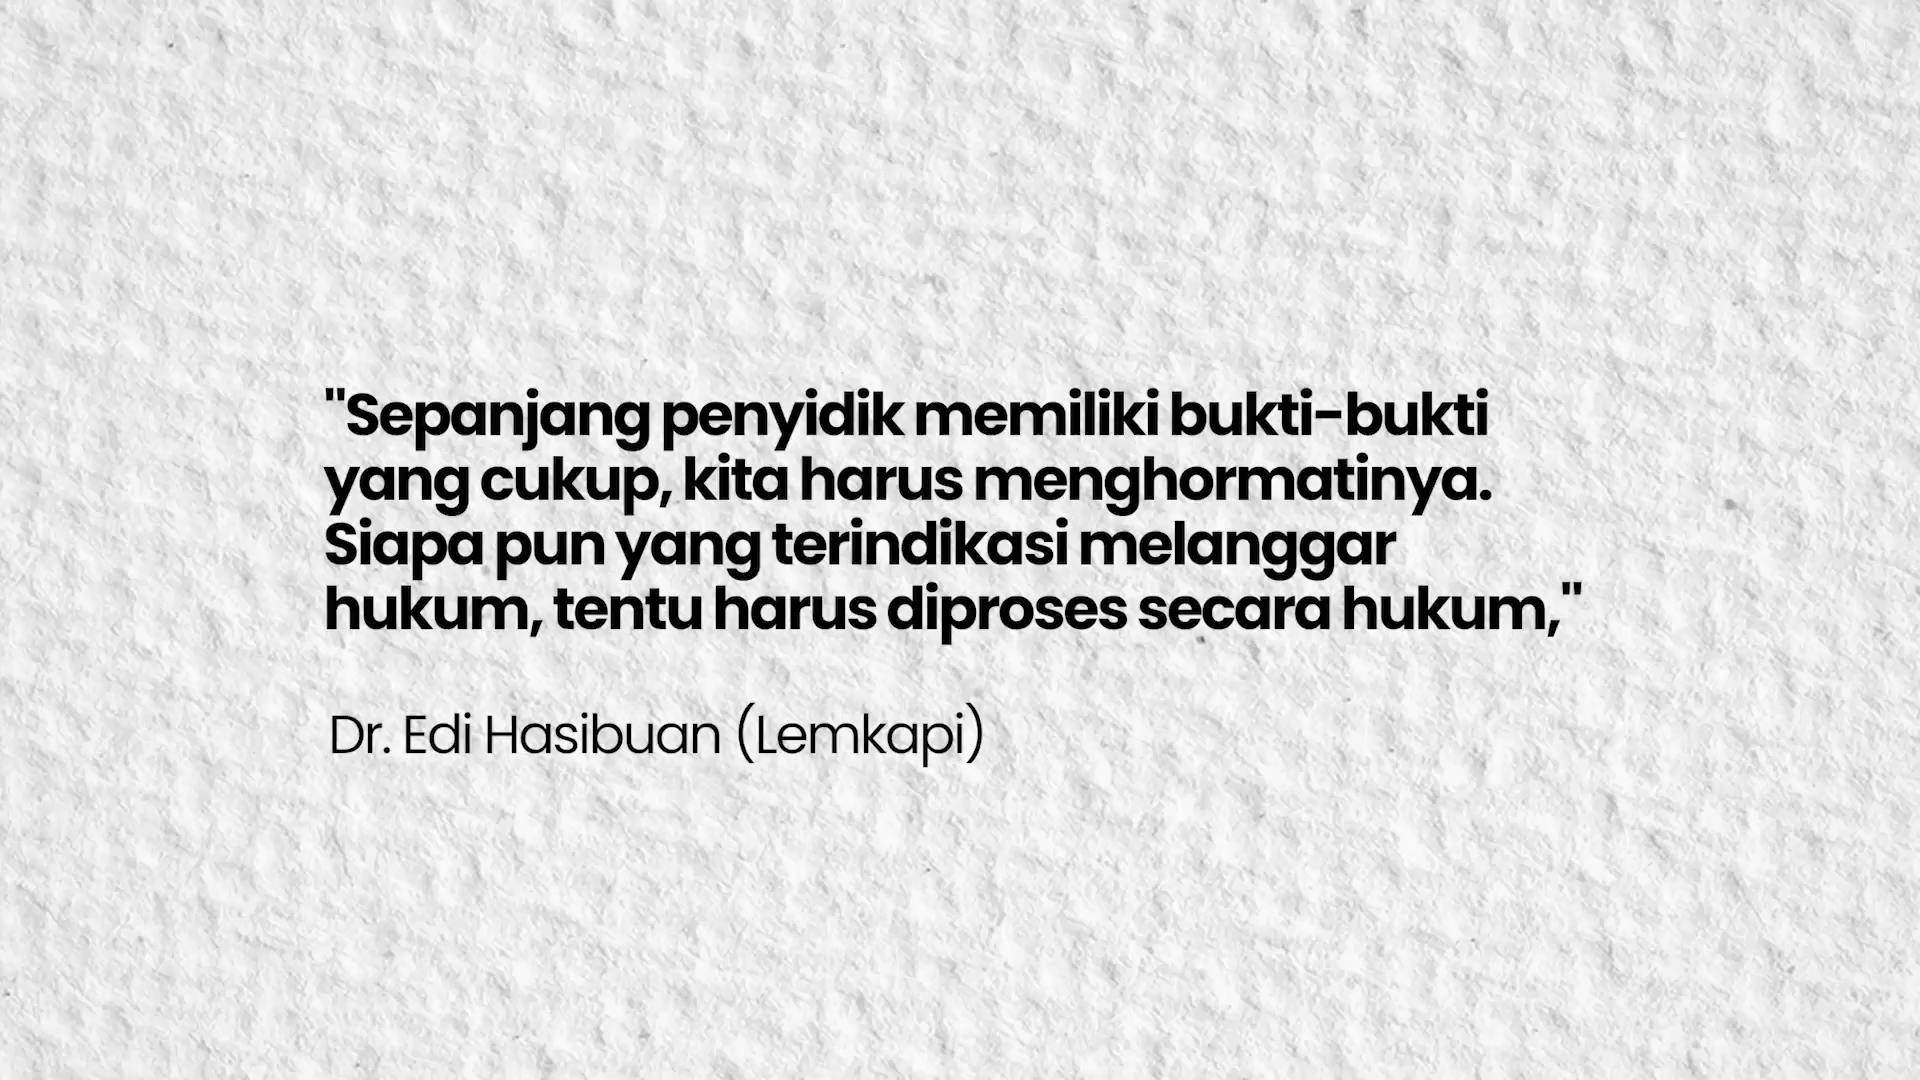 "Sepanjang penyidik memiliki bukti-bukti
yang cukup, kita harus menghormatinya.
Siapa pun yang terindikasi melanggar
hukum, tentu harus diproses secara hukum,"
Dr. Edi Hasibuan (Lemkapi)